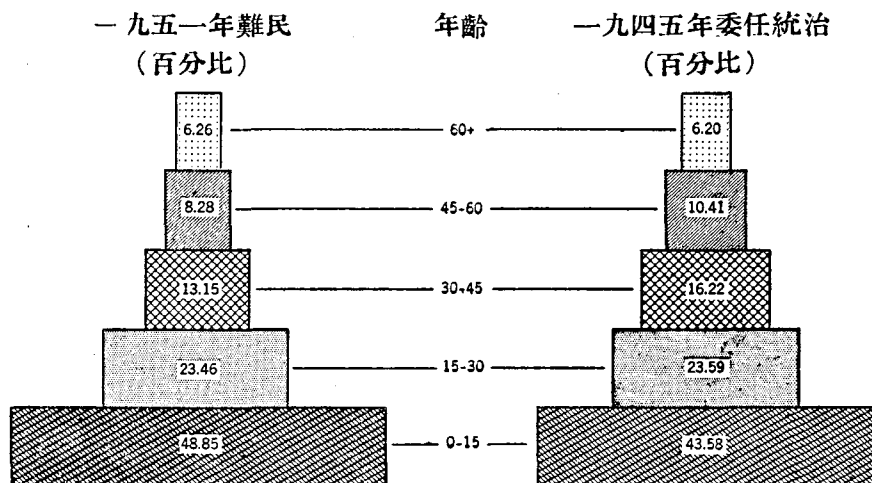 一九五一年難民 年齡 一九四五年委任統治
(百分比) (百分比)
6.26 60+ 6.20
8.28 45-60 10.41
13.15 30-45 16.22
23.46 15-30 23.59
48.85 0-15 43.58